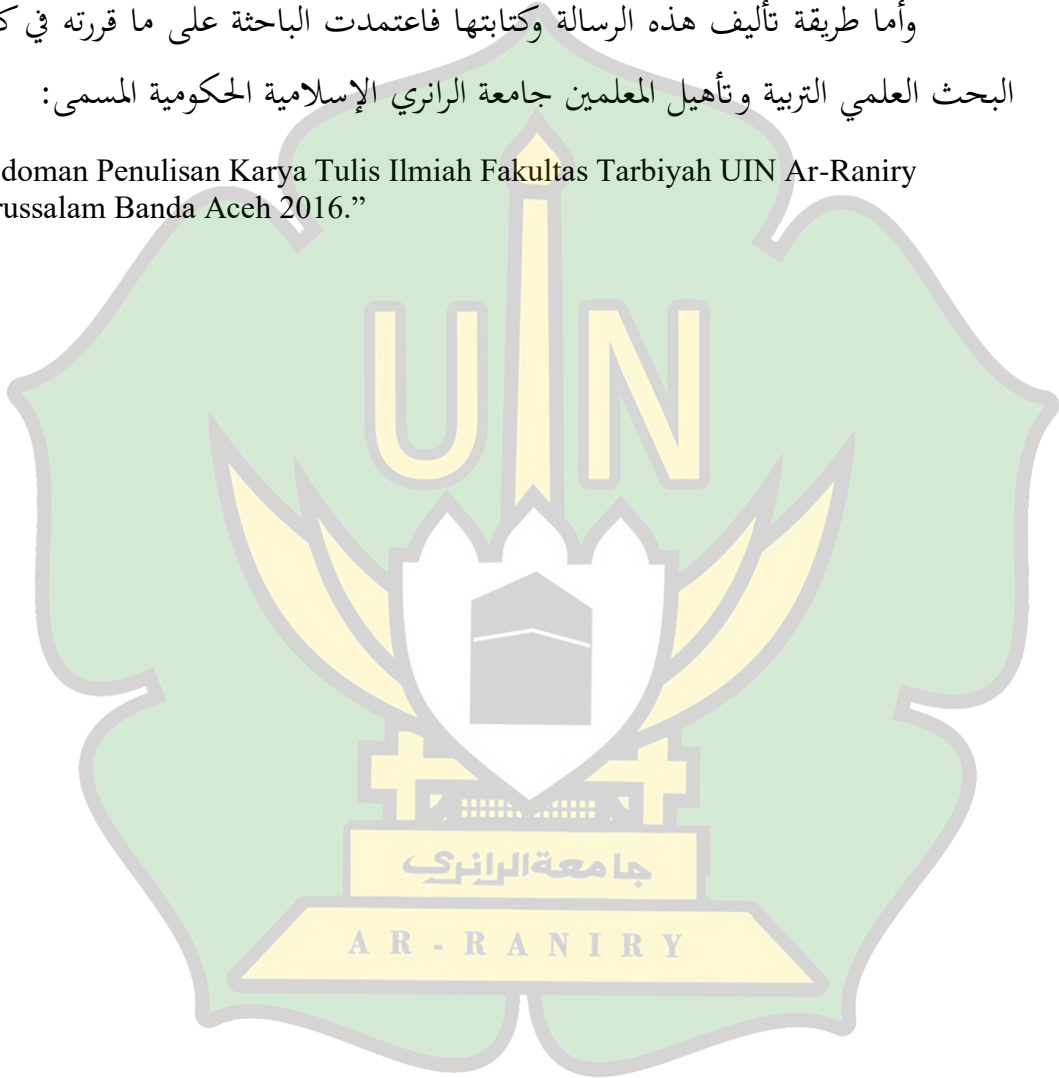 وأما طريقة تأليف هذه الرسالة وكتابتها فاعتمدت الباحثة على ما قررته في
البحث العلمي التربية وتأهيل المعلمين جامعة الرانري الإسلامية الحكومية المسمى:
doman Penulisan Karya Tulis Ilmiah Fakultas Tarbiyah UIN Ar-Raniry
russalam Banda Aceh 2016.”
UIN
جامعةالرانري
AR-RANIRY